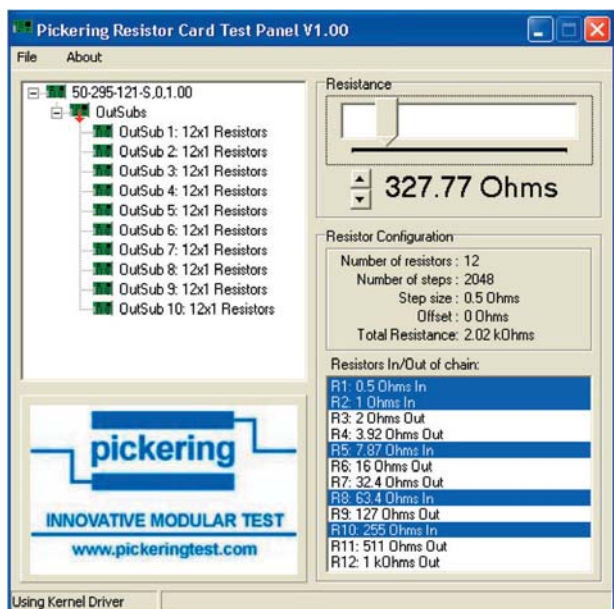 Pickering Resistor Card Test Panel V1.00
File About
50-295-121-S,0,1.00
OutSubs
OutSub 1: 12x1 Resistors
OutSub 2: 12x1 Resistors
OutSub 3: 12x1 Resistors
OutSub 4: 12x1 Resistors
OutSub 5: 12x1 Resistors
OutSub 6: 12x1 Resistors
OutSub 7: 12x1 Resistors
OutSub 8: 12x1 Resistors
OutSub 9: 12x1 Resistors
OutSub 10: 12x1 Resistors
pickering
INNOVATIVE MODULAR TEST
www.pickeringtest.com
Resistance
327.77 Ohms
Resistor Configuration
Number of resistors : 12
Number of steps : 2048
Step size : 0.5 Ohms
Offset : 0 Ohms
Total Resistance: 2.02 kOhms
Resistors In/Out of chain:
R1: 0.5 Ohms In
R2: 1 Ohms In
R3: 2 Ohms Out
R4: 3.92 Ohms Out
R5: 7.87 Ohms In
R6: 16 Ohms Out
R7: 32.4 Ohms Out
R8: 63.4 Ohms In
R9: 127 Ohms Out
R10: 255 Ohms In
R11: 511 Ohms Out
R12: 1 kOhms Out
Using Kernel Driver